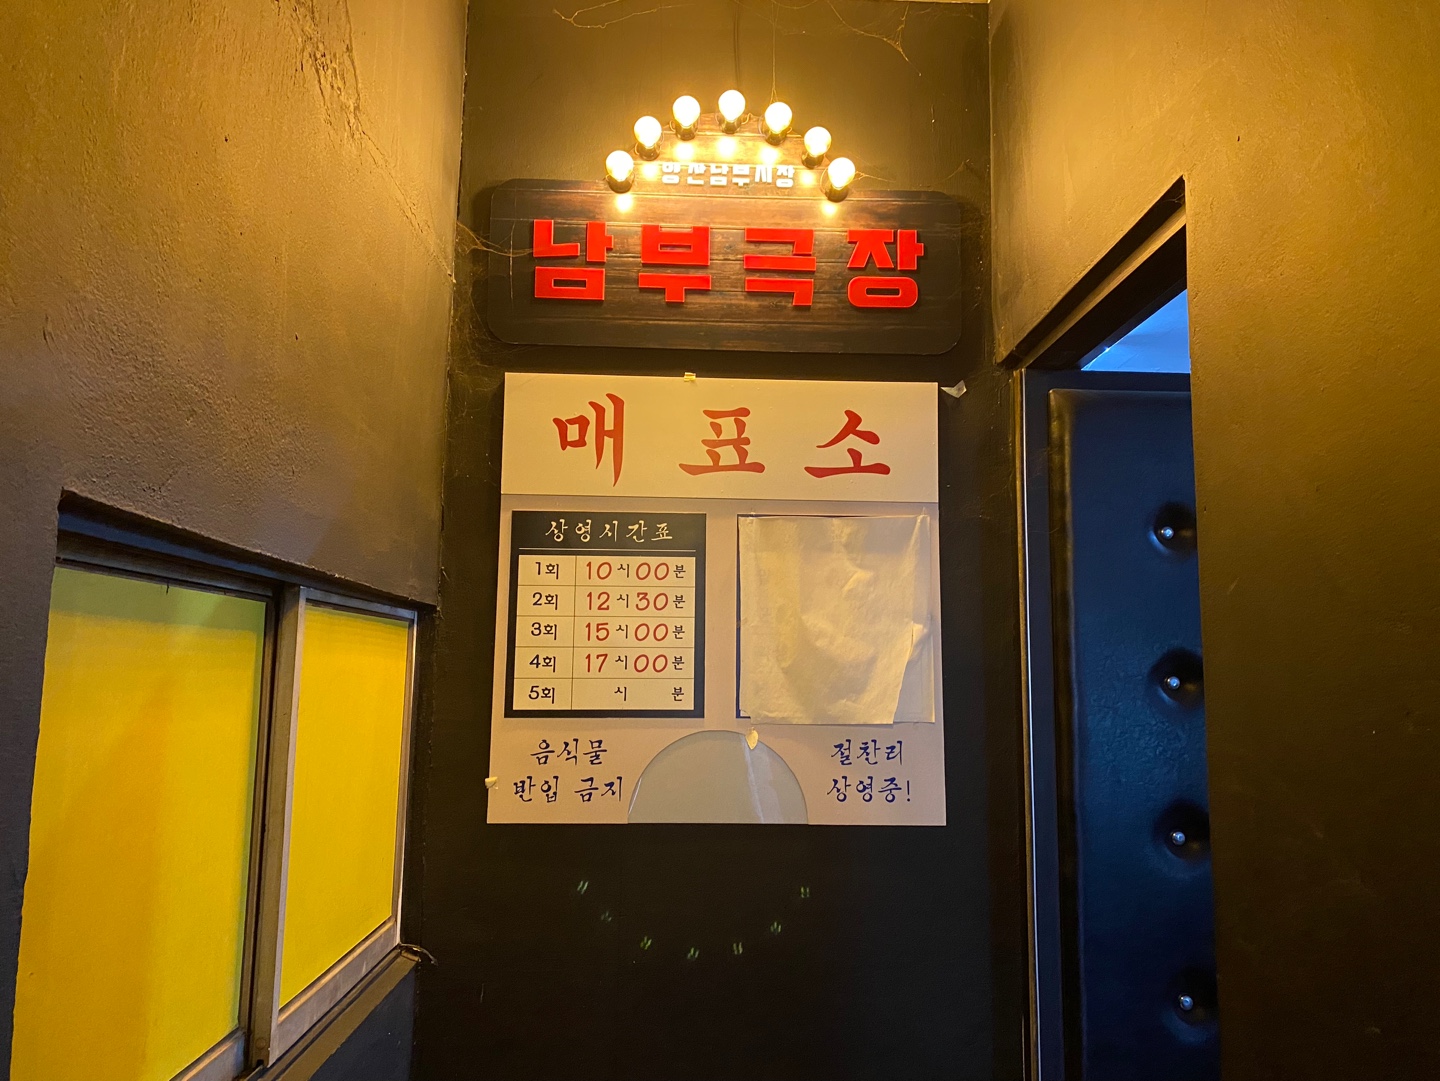 양산남부시장
남부극장
매표소
상영시간표
1회 10시00분
2회 12시30분
3회 15시00분
4회 17시00분
5회 시 분
음식물
반입 금지
절찬리
상영중!